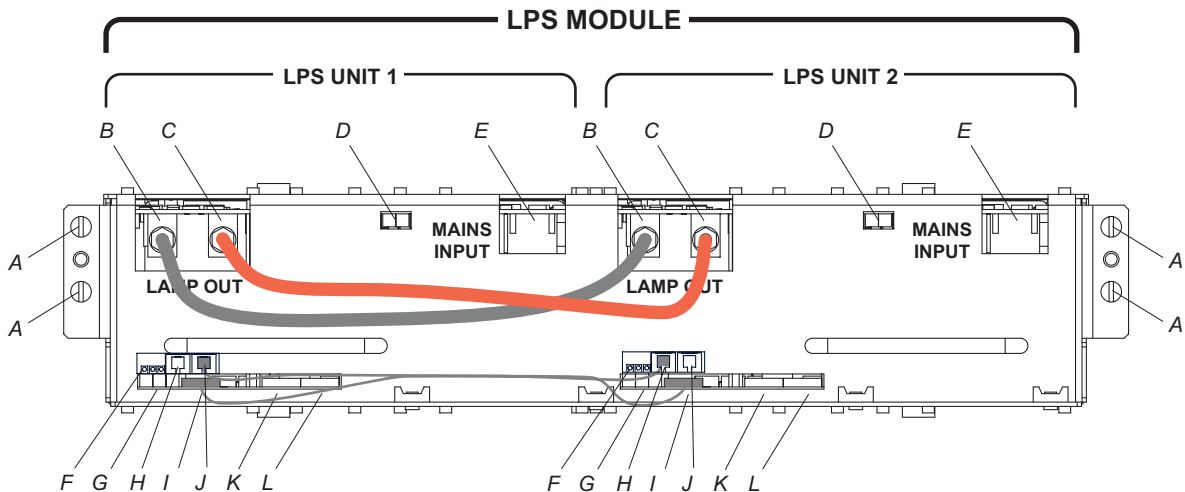 LPS MODULE
LPS UNIT 1 LPS UNIT 2
B C D E B C D E
A MAINS INPUT MAINS INPUT A
A LAMP OUT LAMP OUT A
F G H I J K L F G H I J K L